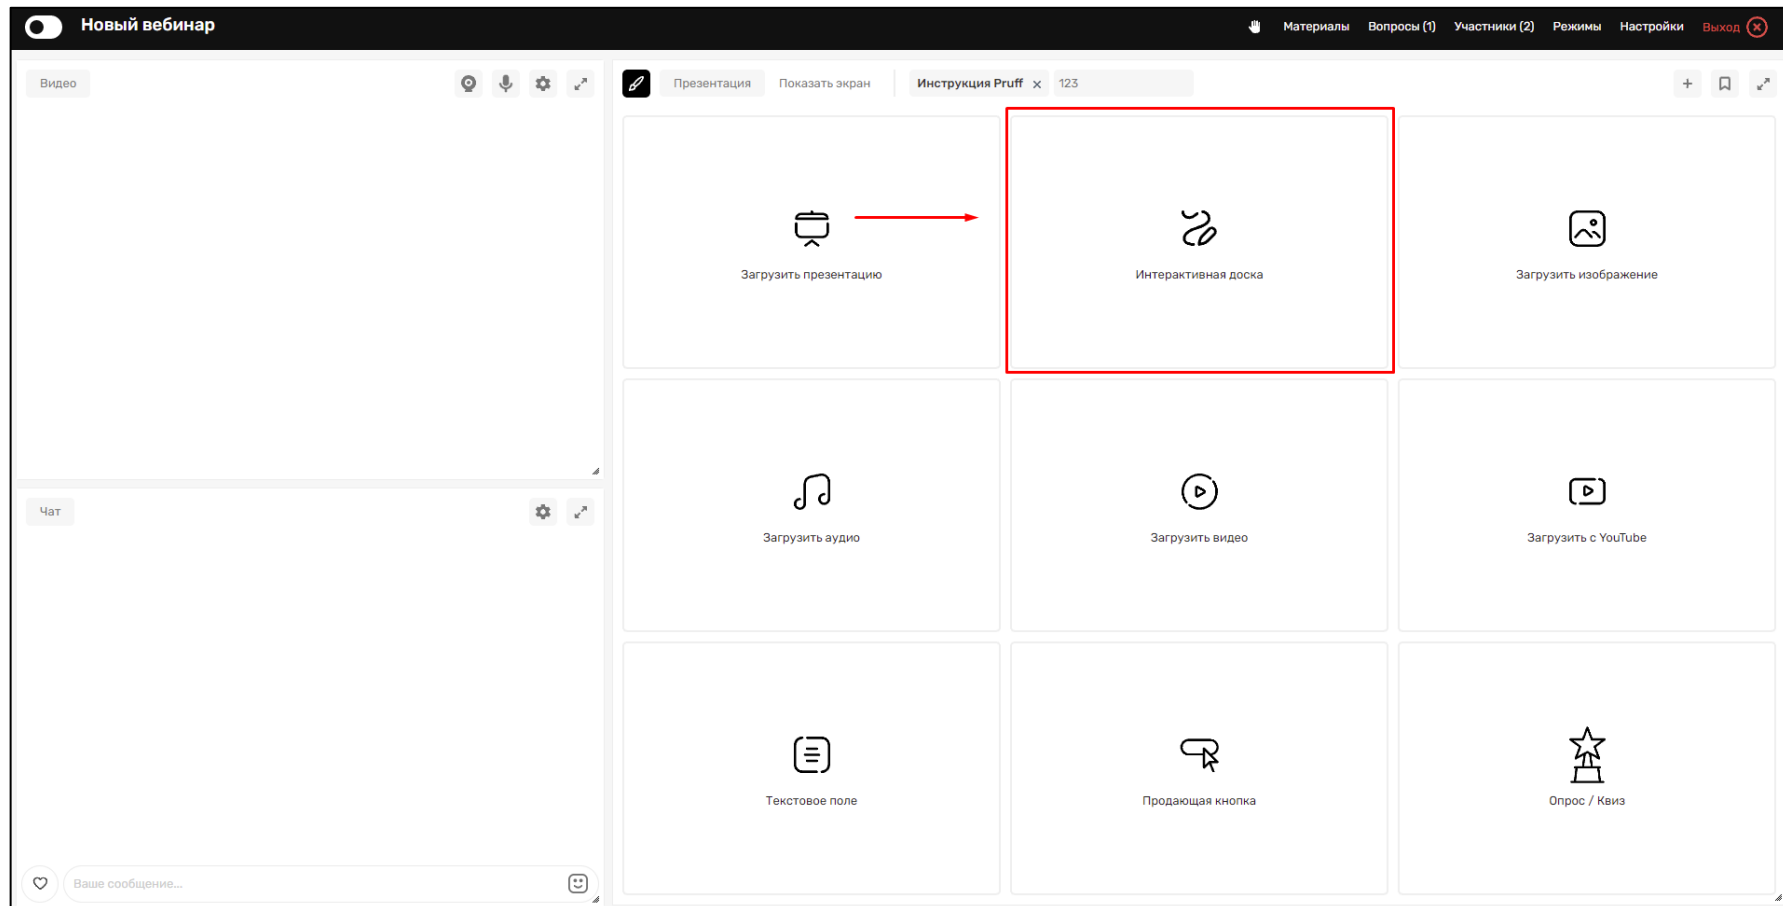 Новый вебинар
Материалы Вопросы (1) Участники (2) Режимы Настройки Выход
Видео
Презентация Показать экран Инструкция Pruff 123
Загрузить презентацию
Интерактивная доска
Загрузить изображение
Загрузить аудио
Загрузить видео
Загрузить с YouTube
Чат
Текстовое поле
Продающая кнопка
Опрос / Квиз
Ваше сообщение...